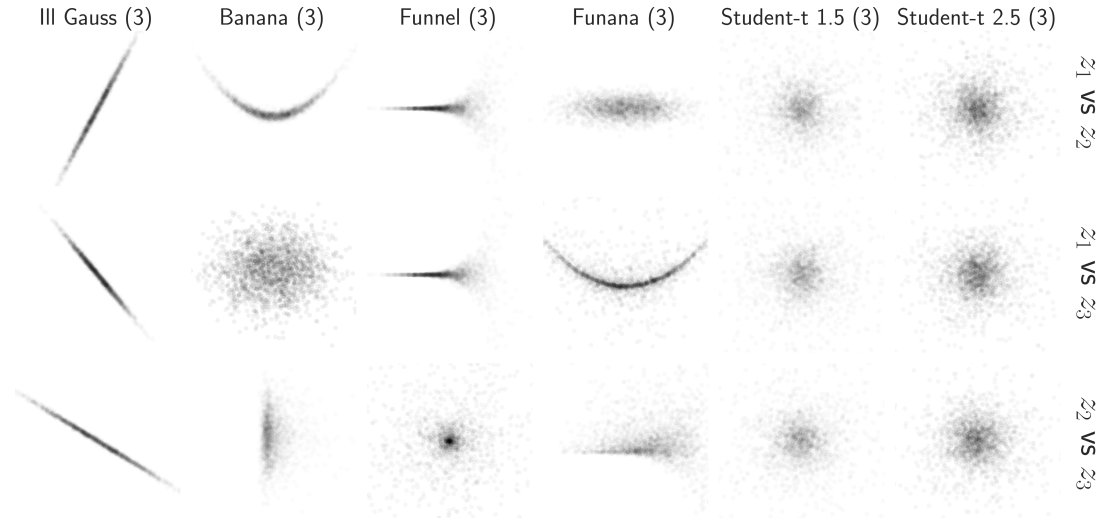 Ill Gauss (3) Banana (3) Funnel (3) Funana (3) Student-t 1.5 (3) Student-t 2.5 (3)
z₁ vs z₂
z₁ vs z₃
z₂ vs z₃